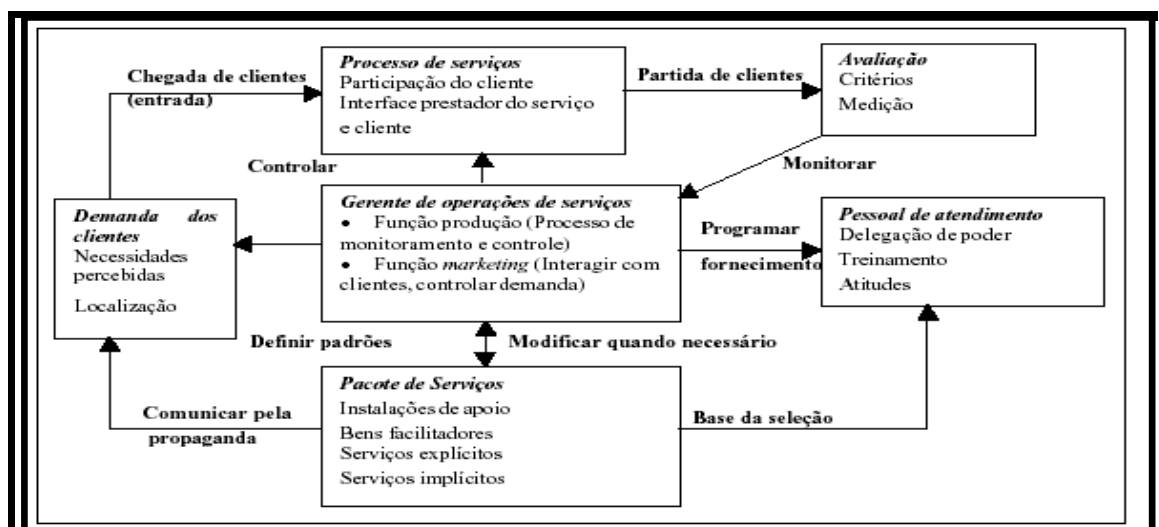 Processo de serviços
Participação do cliente
Interface prestador do serviço
e cliente
Chegada de clientes
(entrada)
Partida de clientes
Avaliação
Critérios
Medição
Controlar
Monitorar
Demanda dos
clientes
Necessidades
percebidas
Localização
Gerente de operações de serviços
• Função produção (Processo de
monitoramento e controle)
• Função marketing (Interagir com
clientes, controlar demanda)
Programar
fornecimento
Pessoal de atendimento
Delegação de poder
Treinamento
Atitudes
Definir padrões
Modificar quando necessário
Pacote de Serviços
Instalações de apoio
Bens facilitadores
Serviços explícitos
Serviços implícitos
Comunicar pela
propaganda
Base da seleção